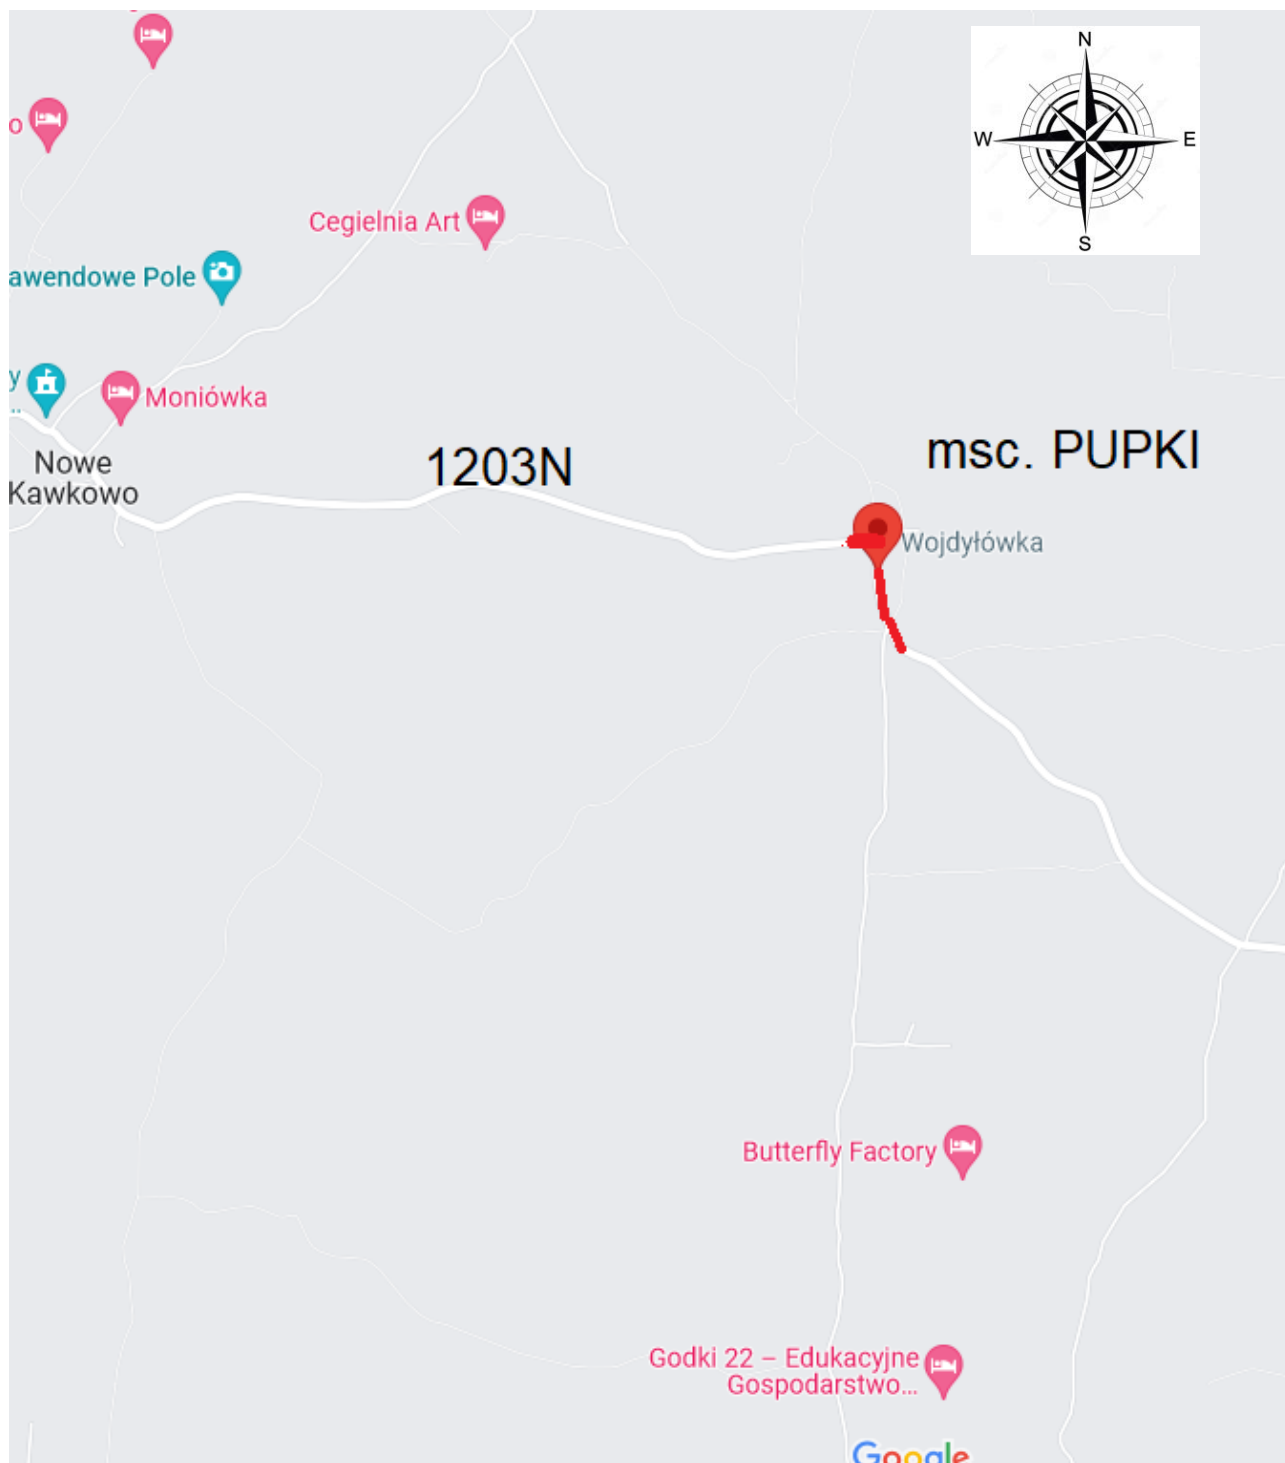 N
W
E
S
o
Cegielnia Art
awendowe Pole
y
..
Moniówka
Nowe
Kawkowo
1203N
msc. PUPKI
Wojdyłówka
Butterfly Factory
Godki 22 – Edukacyjne
Gospodarstwo...
Google